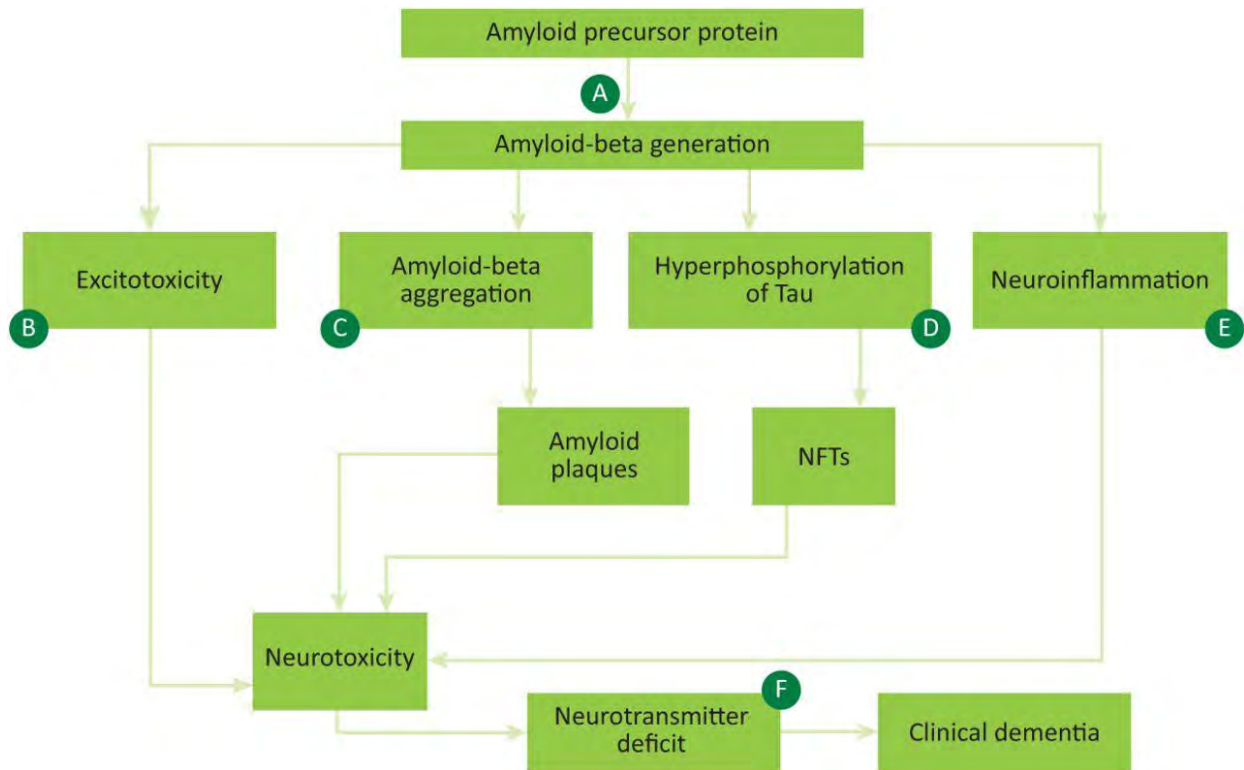 Amyloid precursor protein
A
Amyloid-beta generation
Excitotoxicity
B
Amyloid-beta
aggregation
C
Hyperphosphorylation
of Tau
D
Neuroinflammation
E
Amyloid
plaques
NFTs
Neurotoxicity
F
Neurotransmitter
deficit
Clinical dementia